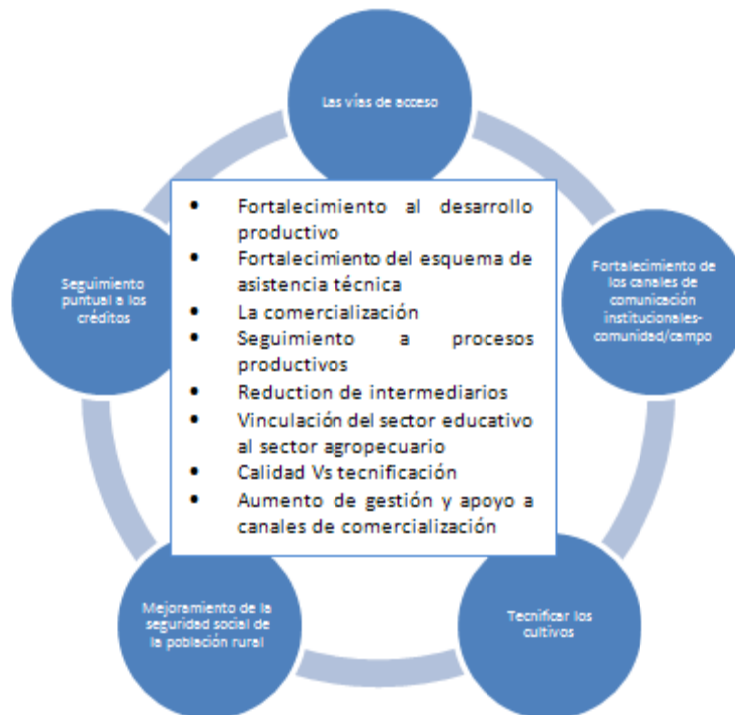 Las vías de acceso
Fortalecimiento de
los canales de
comunicación
institucionales-
comunidad/campo
Tecnificar los
cultivos
Mejoramiento de la
seguridad social de
la población rural
Seguimiento
puntual a los
créditos
• Fortalecimiento al desarrollo
productivo
• Fortalecimiento del esquema de
asistencia técnica
• La comercialización
• Seguimiento a procesos
productivos
• Reduction de intermediarios
• Vinculación del sector educativo
al sector agropecuario
• Calidad Vs tecnificación
• Aumento de gestión y apoyo a
canales de comercialización